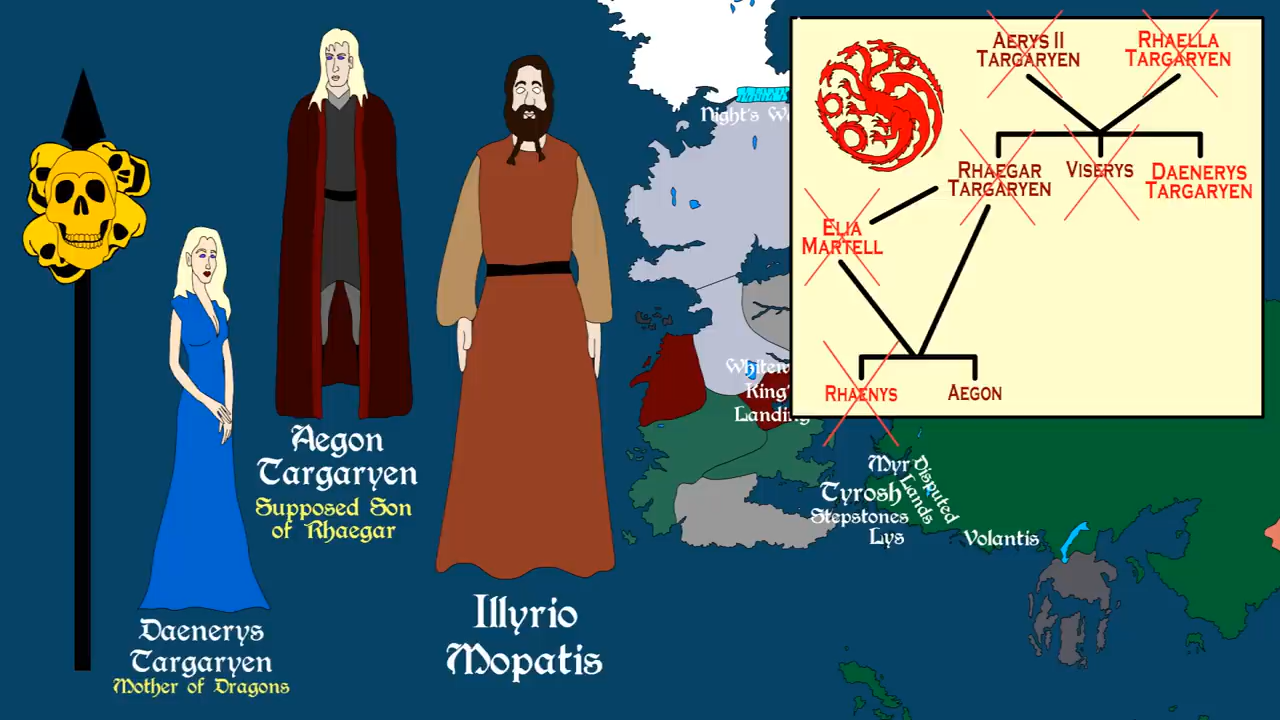 Daenerys
Targaryen
Mother of Dragons
Aegon
Targaryen
Supposed Son
of Rhaegar
Illyrio
Mopatis
Night's
King'
Landing
Myr
Disputed
Lands
Tyrosh
Stepstones
Lys
Volantis
Aerys II
Targaryen
Rhaella
Targaryen
Rhaegar
Targaryen
Viserys
Daenerys
Targaryen
Elia
Martell
Rhaenys
Aegon